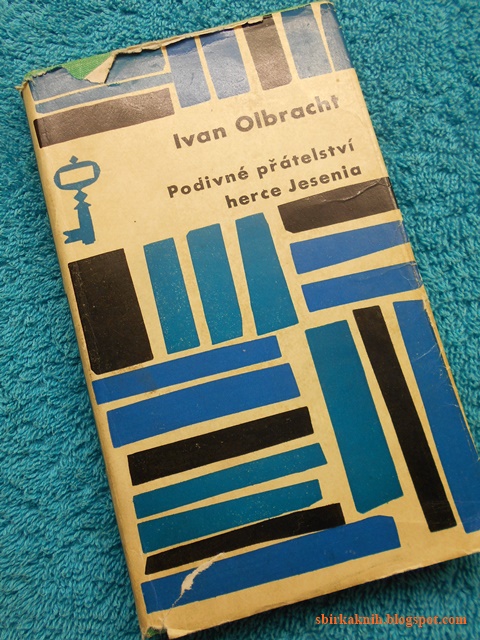 Ivan Olbracht
Podivné přátelství
herce Jesenia
sbirkaknih.blogspot.com